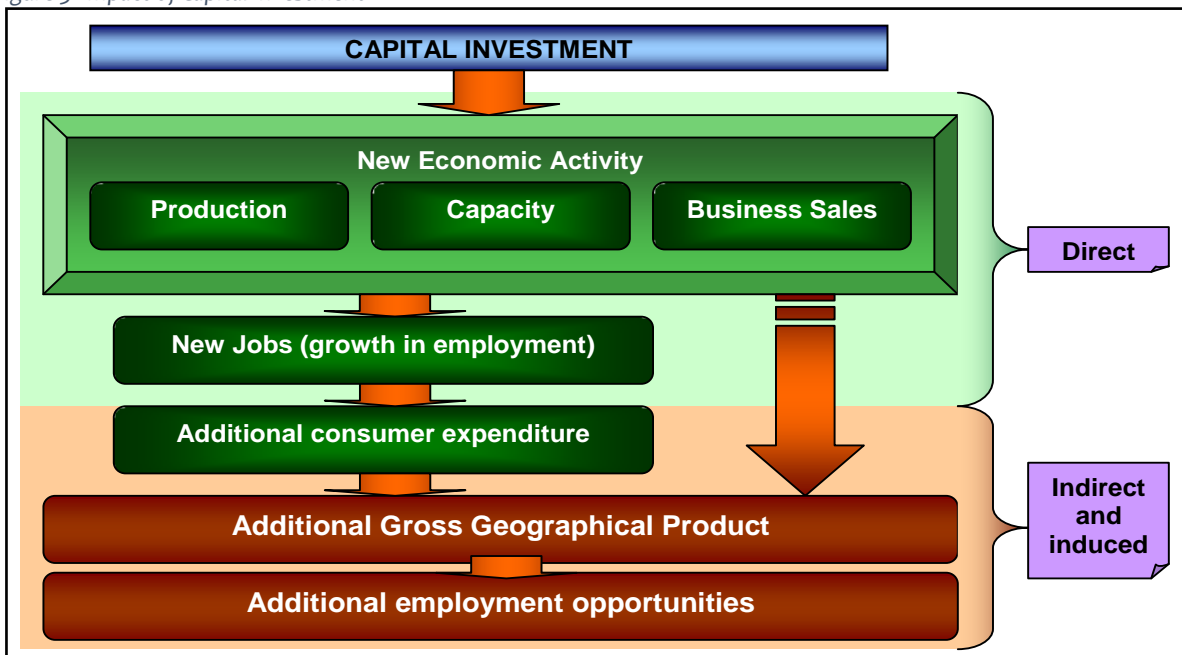 CAPITAL INVESTMENT
New Economic Activity
Production
Capacity
Business Sales
Direct
New Jobs (growth in employment)
Additional consumer expenditure
Indirect
and
induced
Additional Gross Geographical Product
Additional employment opportunities